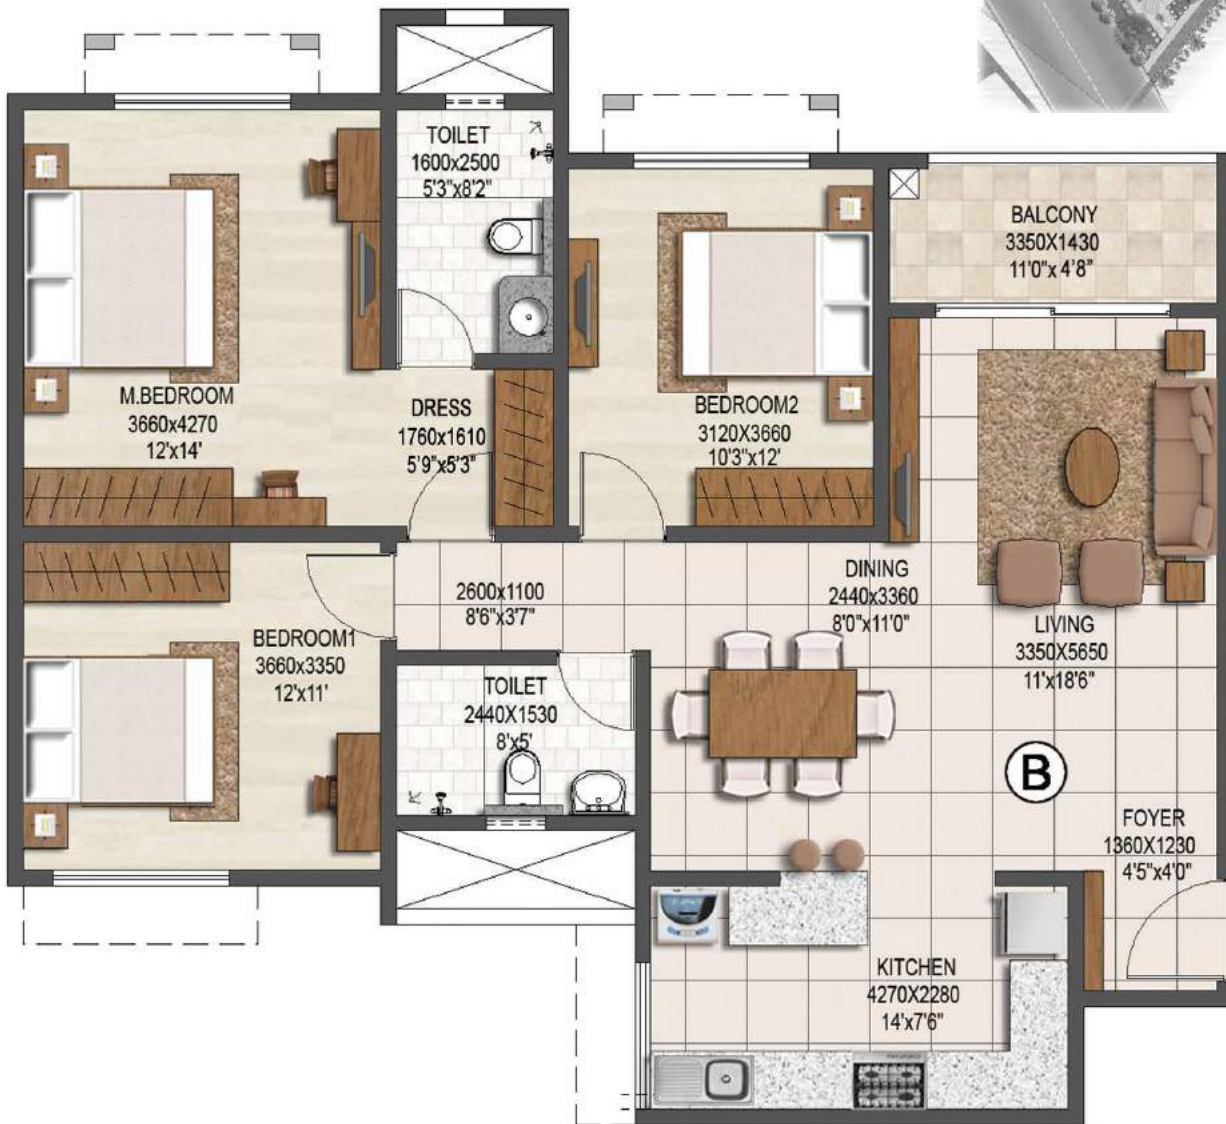 TOILET
1600x2500
5'3"x8'2"
BALCONY
3350X1430
11'0"x 4'8"
M.BEDROOM
3660x4270
12'x14'
DRESS
1760x1610
5'9"x5'3"
BEDROOM2
3120X3660
10'3"x12'
2600x1100
8'6"x3'7"
DINING
2440x3360
8'0"x11'0"
LIVING
3350X5650
11'x18'6"
BEDROOM1
3660x3350
12'x11'
TOILET
2440X1530
8'x5'
B
FOYER
1360X1230
4'5"x4'0"
KITCHEN
4270X2280
14'x7'6"